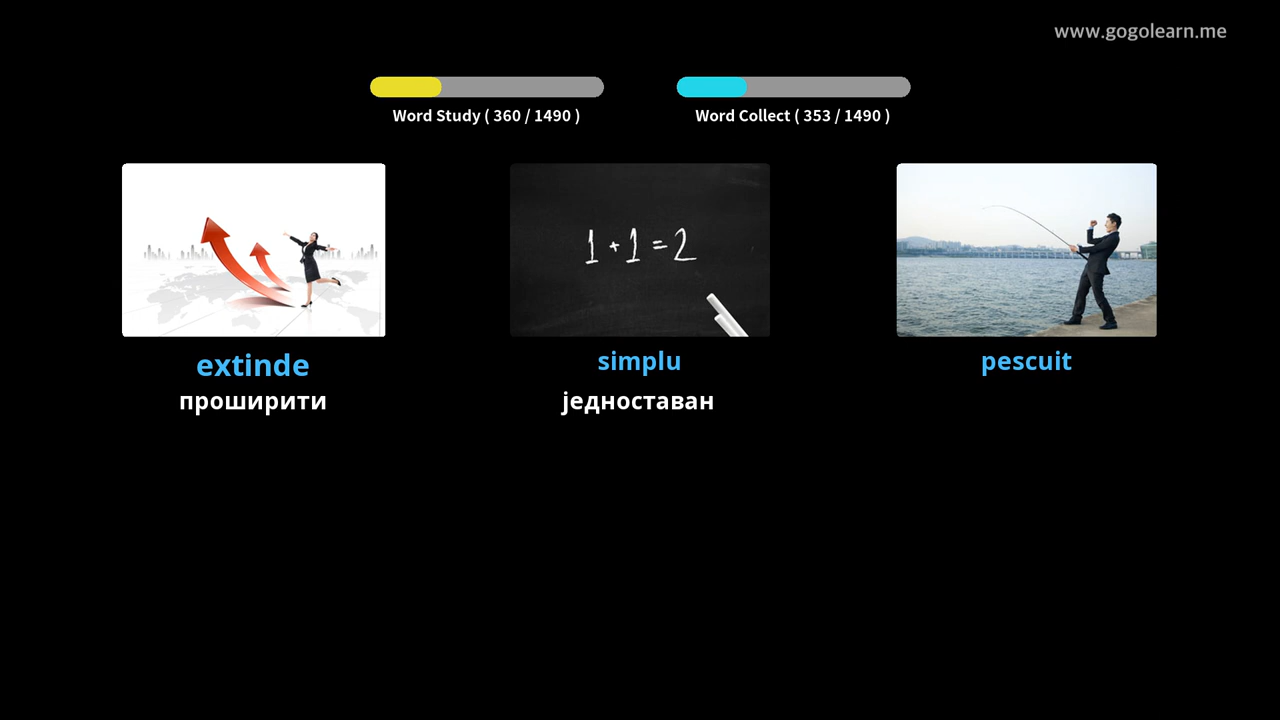 www.gogolearn.me
Word Study ( 360 / 1490 )
Word Collect ( 353 / 1490 )
1 + 1 = 2
extinde
simplu
pescuit
проширити
једноставан